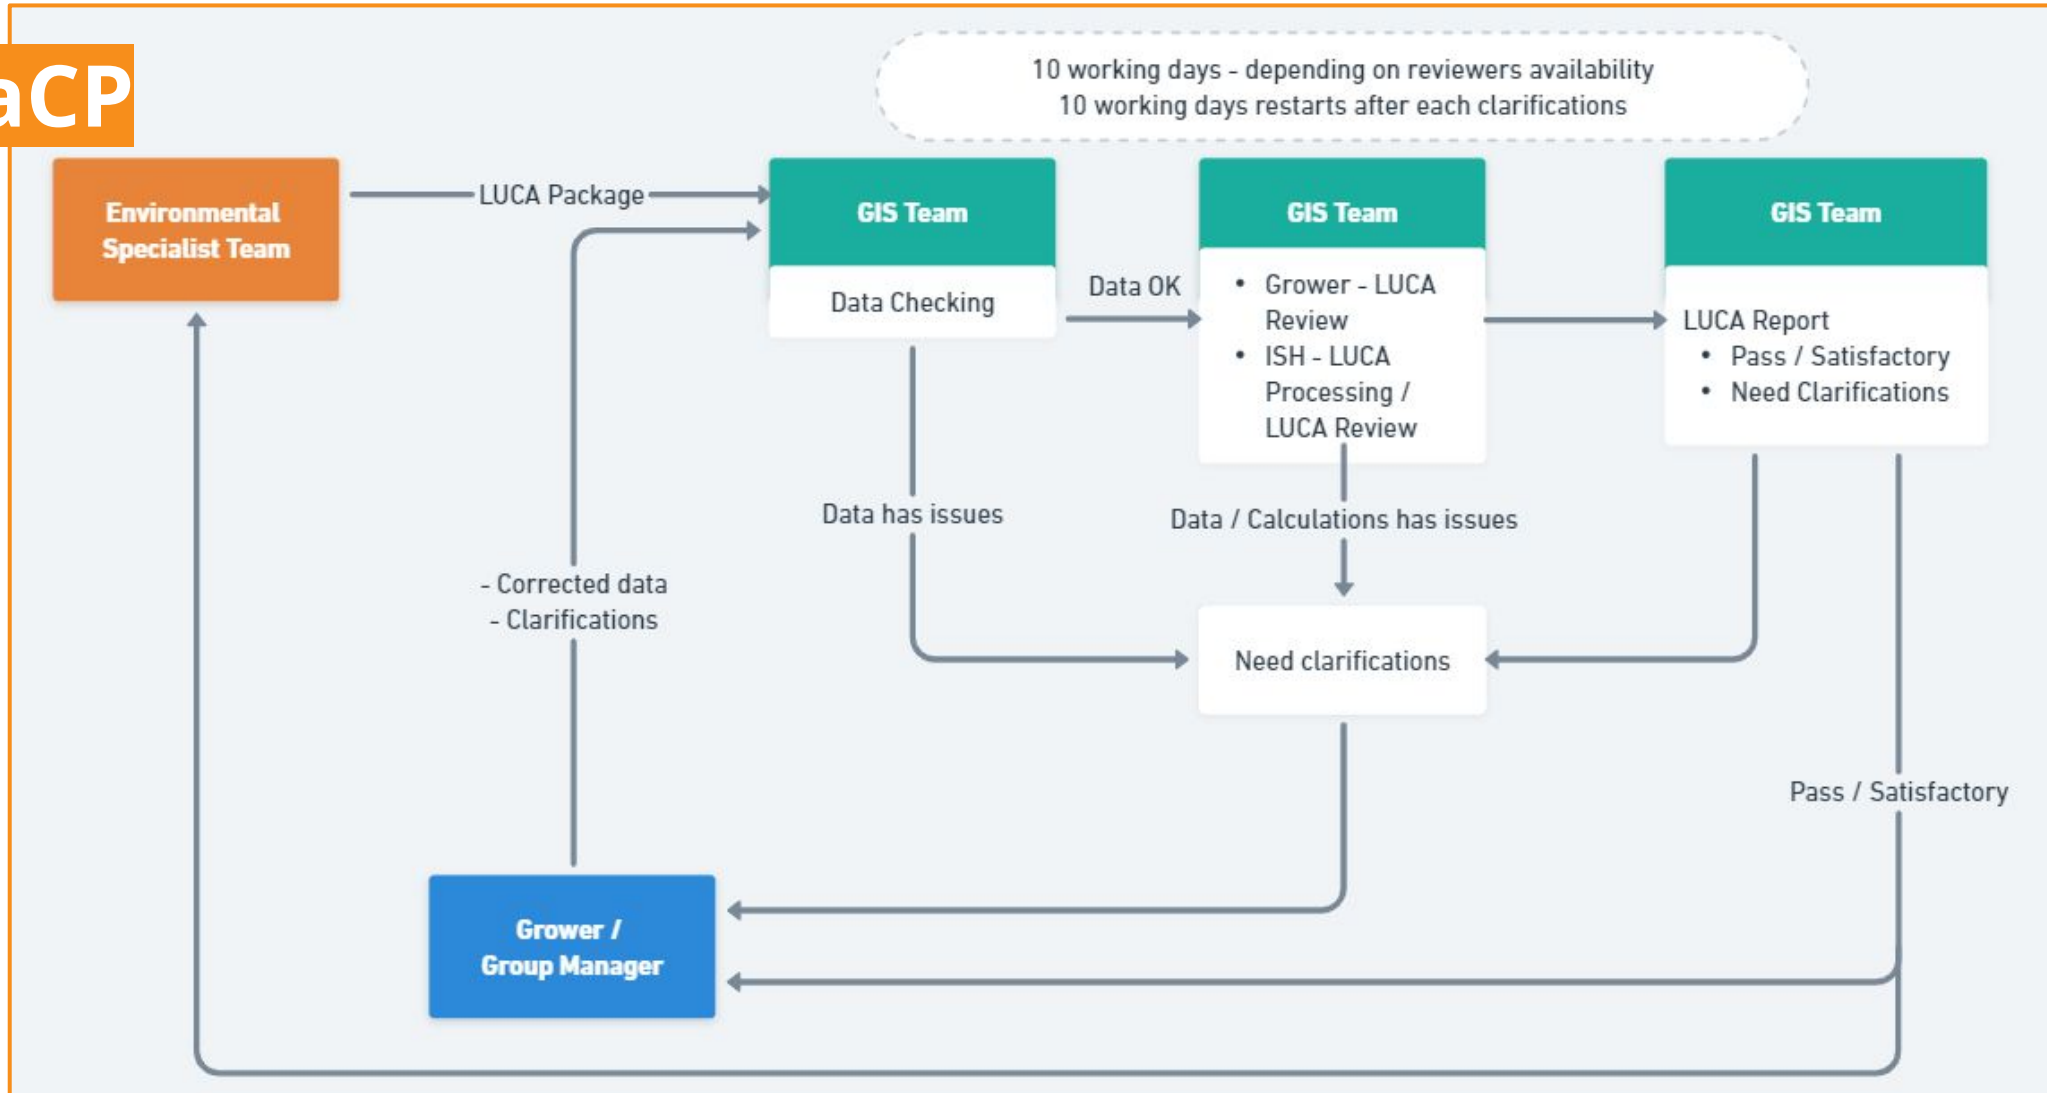 aCP
10 working days - depending on reviewers availability
10 working days restarts after each clarifications
Environmental
Specialist Team
LUCA Package
GIS Team
Data Checking
Data OK
GIS Team
• Grower - LUCA
Review
• ISH - LUCA
Processing /
LUCA Review
GIS Team
LUCA Report
• Pass / Satisfactory
• Need Clarifications
Data has issues
Data / Calculations has issues
- Corrected data
- Clarifications
Need clarifications
Pass / Satisfactory
Grower /
Group Manager